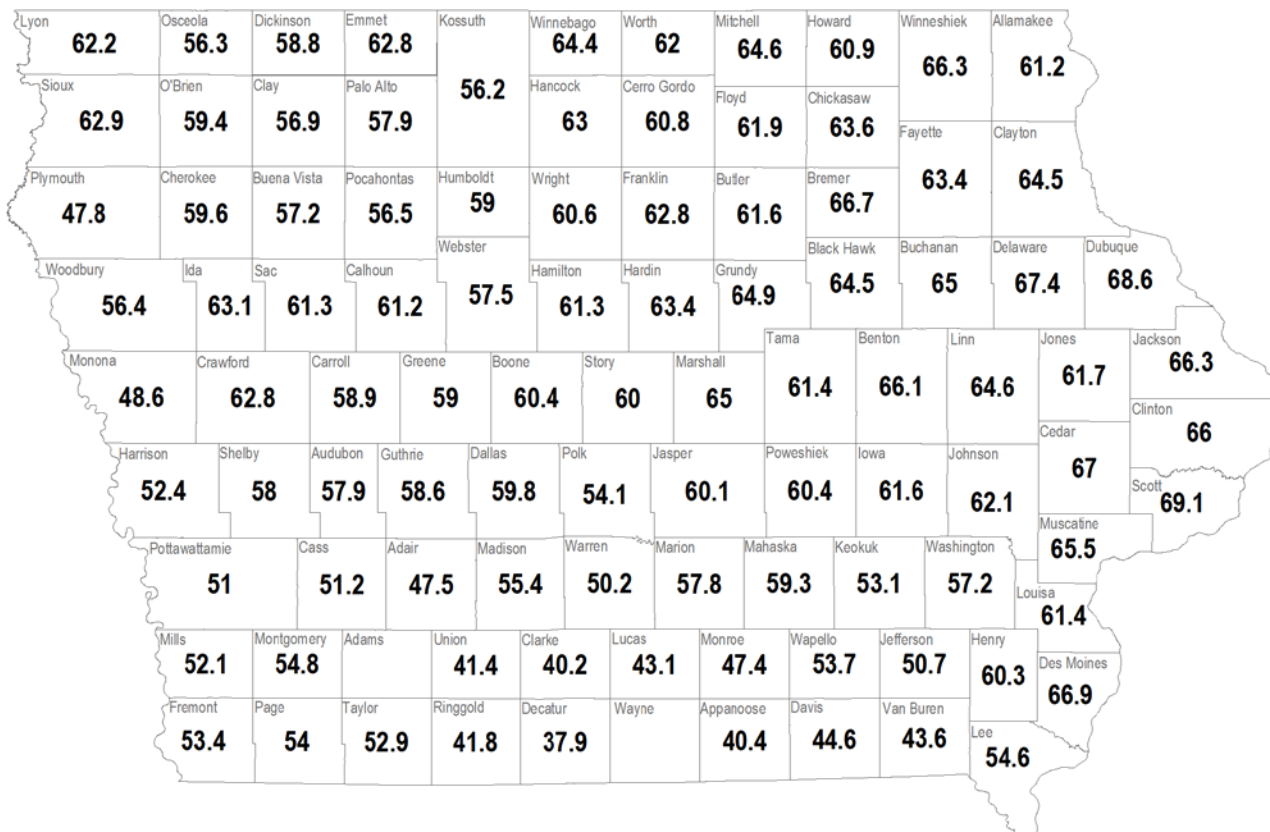 Lyon Osceola Dickinson Emmet Kossuth Winnebago Worth Mitchell Howard Winneshiek Allamakee
62.2 56.3 58.8 62.8 64.4 62 64.6 60.9 66.3 61.2
56.2
Sioux O'Brien Clay Palo Alto Hancock Cerro Gordo Floyd Chickasaw
62.9 59.4 56.9 57.9 63 60.8 61.9 63.6
Fayette Clayton
63.4 64.5
Plymouth Cherokee Buena Vista Pocahontas Humboldt Wright Franklin Butler Bremer
47.8 59.6 57.2 56.5 59 60.6 62.8 61.6 66.7
Webster Black Hawk Buchanan Delaware Dubuque
57.5 64.5 65 67.4 68.6
Woodbury Ida Sac Calhoun Hamilton Hardin Grundy
56.4 63.1 61.3 61.2 61.3 63.4 64.9
Tama Benton Linn Jones Jackson
61.4 66.1 64.6 61.7 66.3
Monona Crawford Carroll Greene Boone Story Marshall
48.6 62.8 58.9 59 60.4 60 65
Clinton
66
Cedar
67
Harrison Shelby Audubon Guthrie Dallas Polk Jasper Poweshiek Iowa Johnson
52.4 58 57.9 58.6 59.8 54.1 60.1 60.4 61.6 62.1
Scott
69.1
Muscatine
65.5
Pottawattamie Cass Adair Madison Warren Marion Mahaska Keokuk Washington
51 51.2 47.5 55.4 50.2 57.8 59.3 53.1 57.2
Louisa
61.4
Mills Montgomery Adams Union Clarke Lucas Monroe Wapello Jefferson Henry
52.1 54.8 41.4 40.2 43.1 47.4 53.7 50.7 60.3
Des Moines
66.9
Fremont Page Taylor Ringgold Decatur Wayne Appanoose Davis Van Buren
53.4 54 52.9 41.8 37.9 40.4 44.6 43.6
Lee
54.6